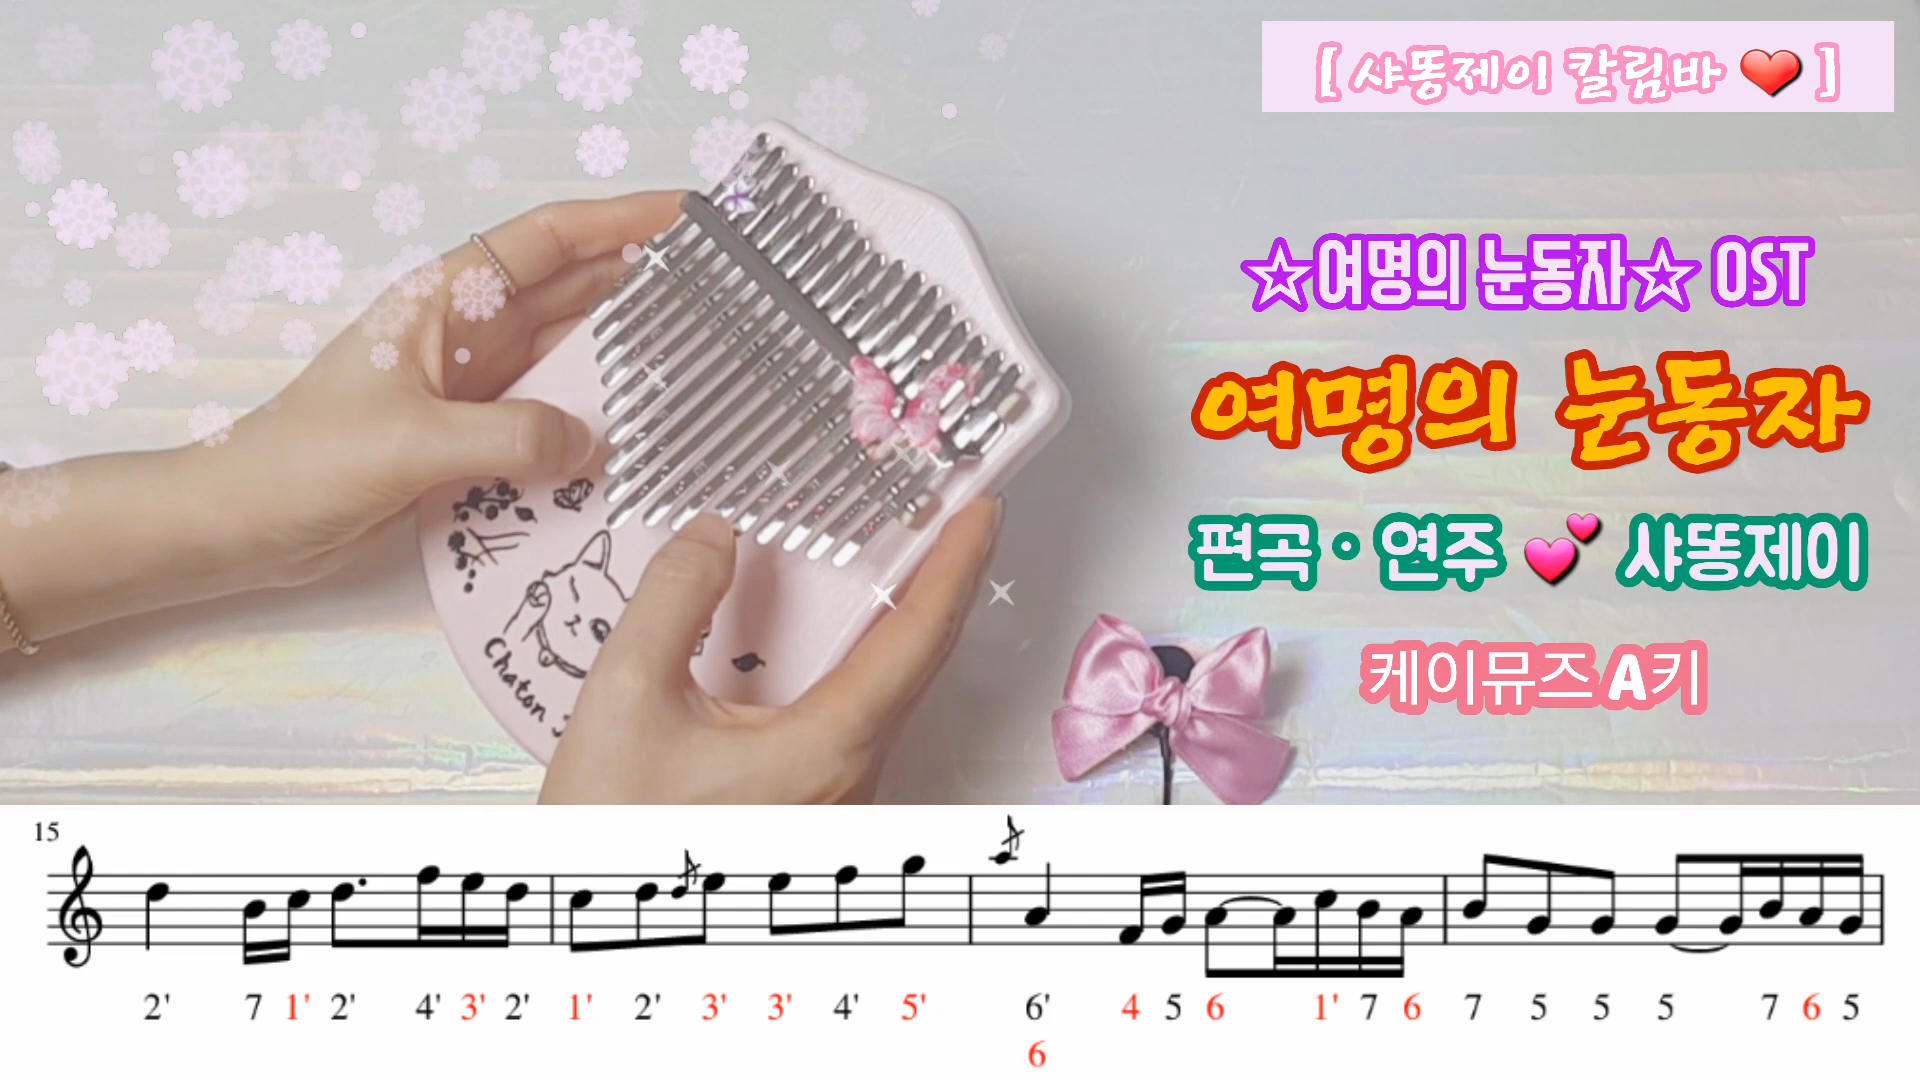 [ 샤똥제이 칼림바 ❤ ]
☆여명의 눈동자☆ OST
여명의 눈동자
편곡·연주 💕 샤똥제이
케이뮤즈 A키
Chaton J
15
2' 7 1' 2' 4' 3' 2' 1' 2' 3' 3' 4' 5' 6' 4 5 6 1' 7 6 7 5 5 5 7 6 5
6